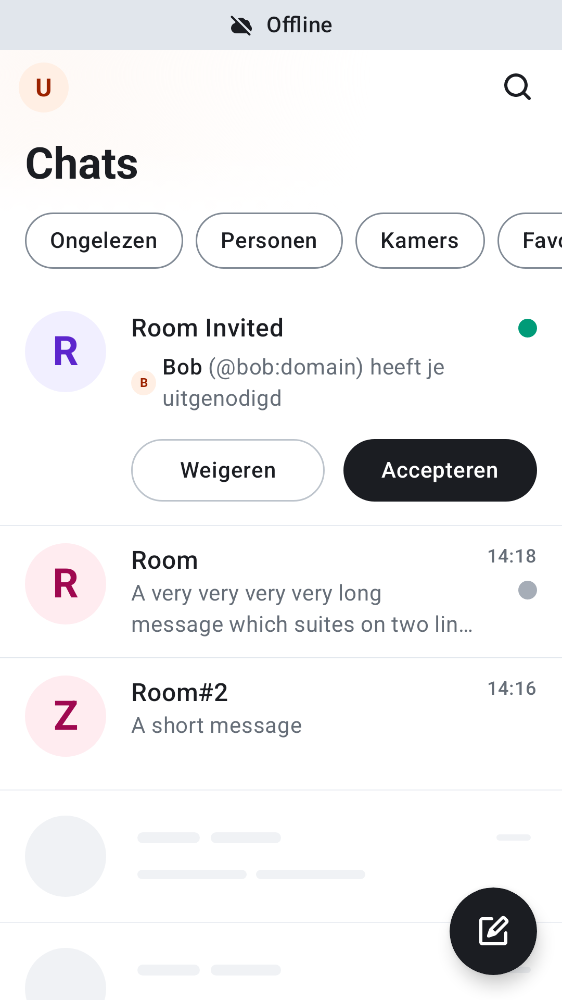 Offline
U
Chats
Ongelezen Personen Kamers Favo
R
Room Invited
B
Bob (@bob:domain) heeft je
uitgenodigd
Weigeren Accepteren
R
Room 14:18
A very very very very long
message which suites on two lin…
Z
Room#2 14:16
A short message